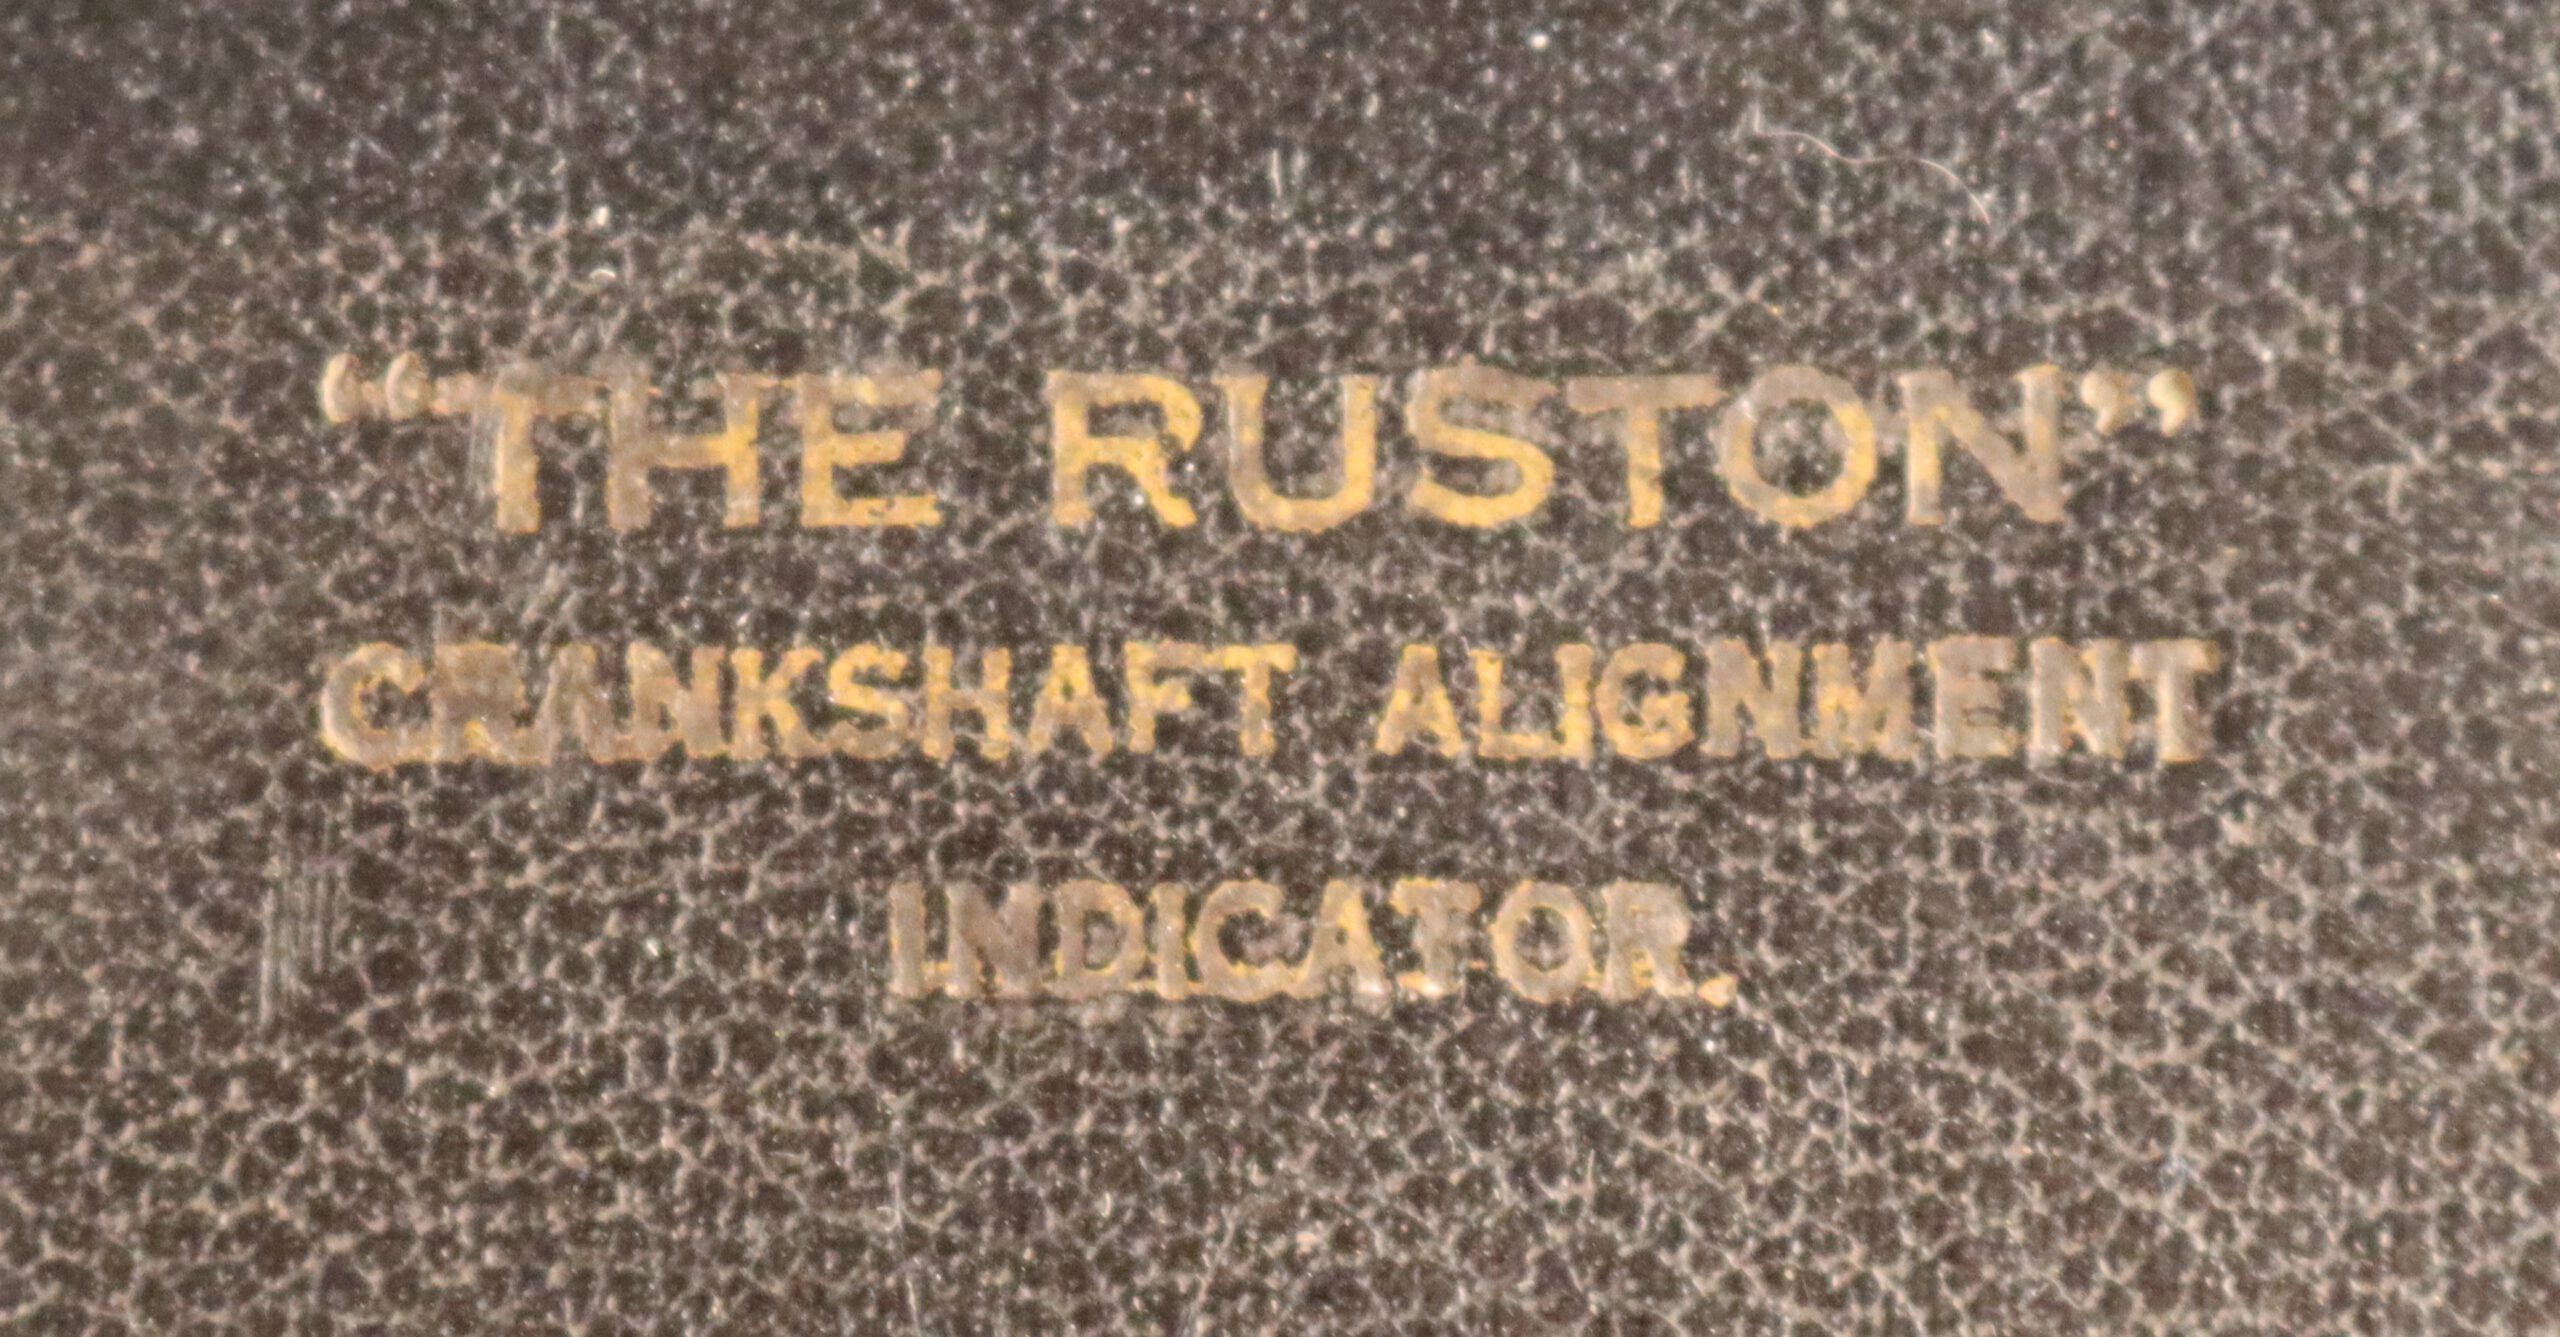 “THE RUSTON”
CRANKSHAFT ALIGNMENT
INDICATOR.